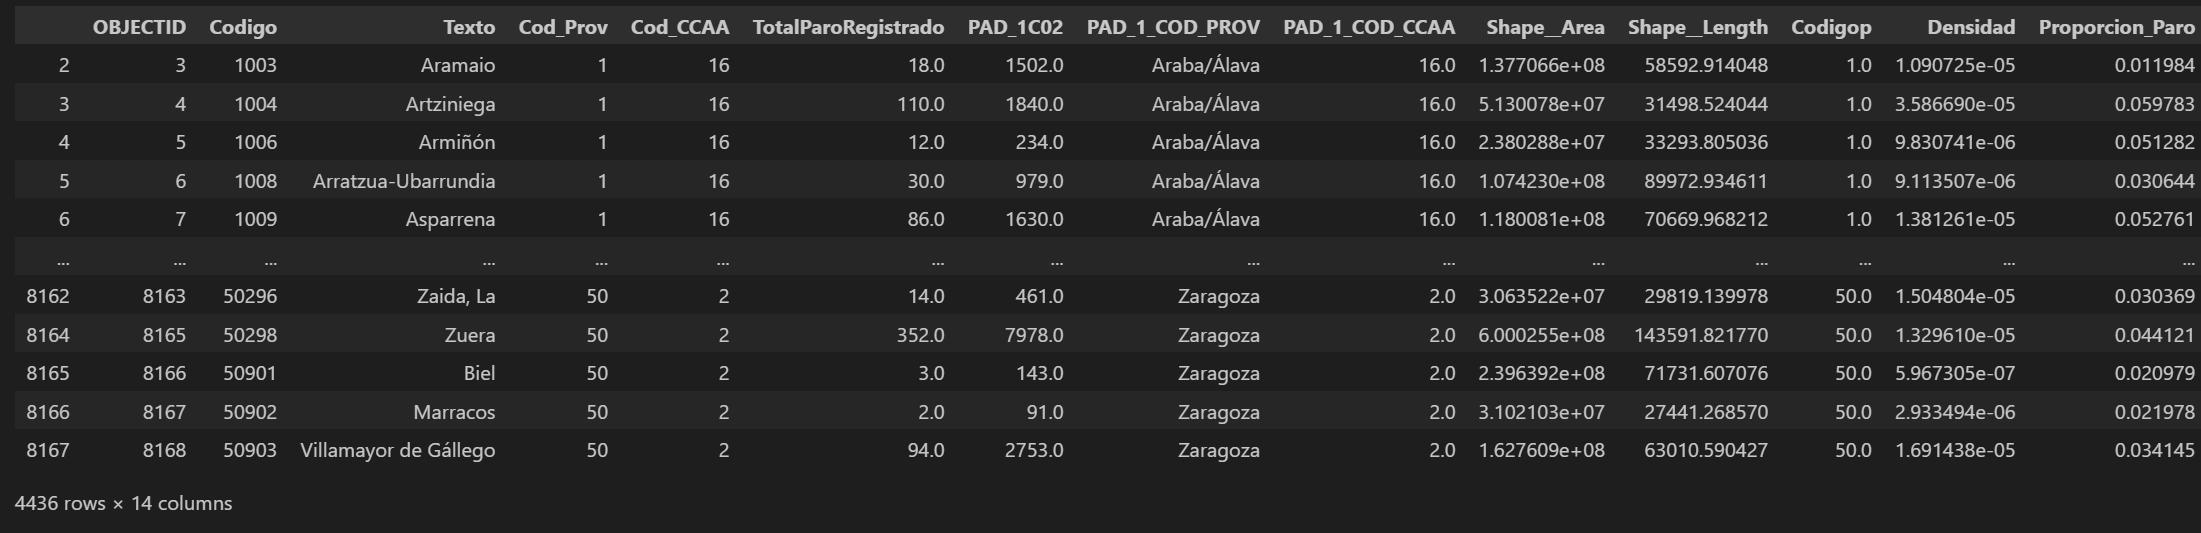 OBJECTID Codigo Texto Cod_Prov Cod_CCAA TotalParoRegistrado PAD_1C02 PAD_1_COD_PROV PAD_1_COD_CCAA Shape__Area Shape__Length Codigop Densidad Proporcion_Paro
2 3 1003 Aramaio 1 16 18.0 1502.0 Araba/Álava 16.0 1.377066e+08 58592.914048 1.0 1.090725e-05 0.011984
3 4 1004 Artziniega 1 16 110.0 1840.0 Araba/Álava 16.0 5.130078e+07 31498.524044 1.0 3.586690e-05 0.059783
4 5 1006 Armiñón 1 16 12.0 234.0 Araba/Álava 16.0 2.380288e+07 33293.805036 1.0 9.830741e-06 0.051282
5 6 1008 Arratzua-Ubarrundia 1 16 30.0 979.0 Araba/Álava 16.0 1.074230e+08 89972.934611 1.0 9.113507e-06 0.030644
6 7 1009 Asparrena 1 16 86.0 1630.0 Araba/Álava 16.0 1.180081e+08 70669.968212 1.0 1.381261e-05 0.052761
... ... ... ... ... ... ... ... ... ... ... ... ... ... ...
8162 8163 50296 Zaida, La 50 2 14.0 461.0 Zaragoza 2.0 3.063522e+07 29819.139978 50.0 1.504804e-05 0.030369
8164 8165 50298 Zuera 50 2 352.0 7978.0 Zaragoza 2.0 6.000255e+08 143591.821770 50.0 1.329610e-05 0.044121
8165 8166 50901 Biel 50 2 3.0 143.0 Zaragoza 2.0 2.396392e+08 71731.607076 50.0 5.967305e-07 0.020979
8166 8167 50902 Marracos 50 2 2.0 91.0 Zaragoza 2.0 3.102103e+07 27441.268570 50.0 2.933494e-06 0.021978
8167 8168 50903 Villamayor de Gállego 50 2 94.0 2753.0 Zaragoza 2.0 1.627609e+08 63010.590427 50.0 1.691438e-05 0.034145
4436 rows × 14 columns